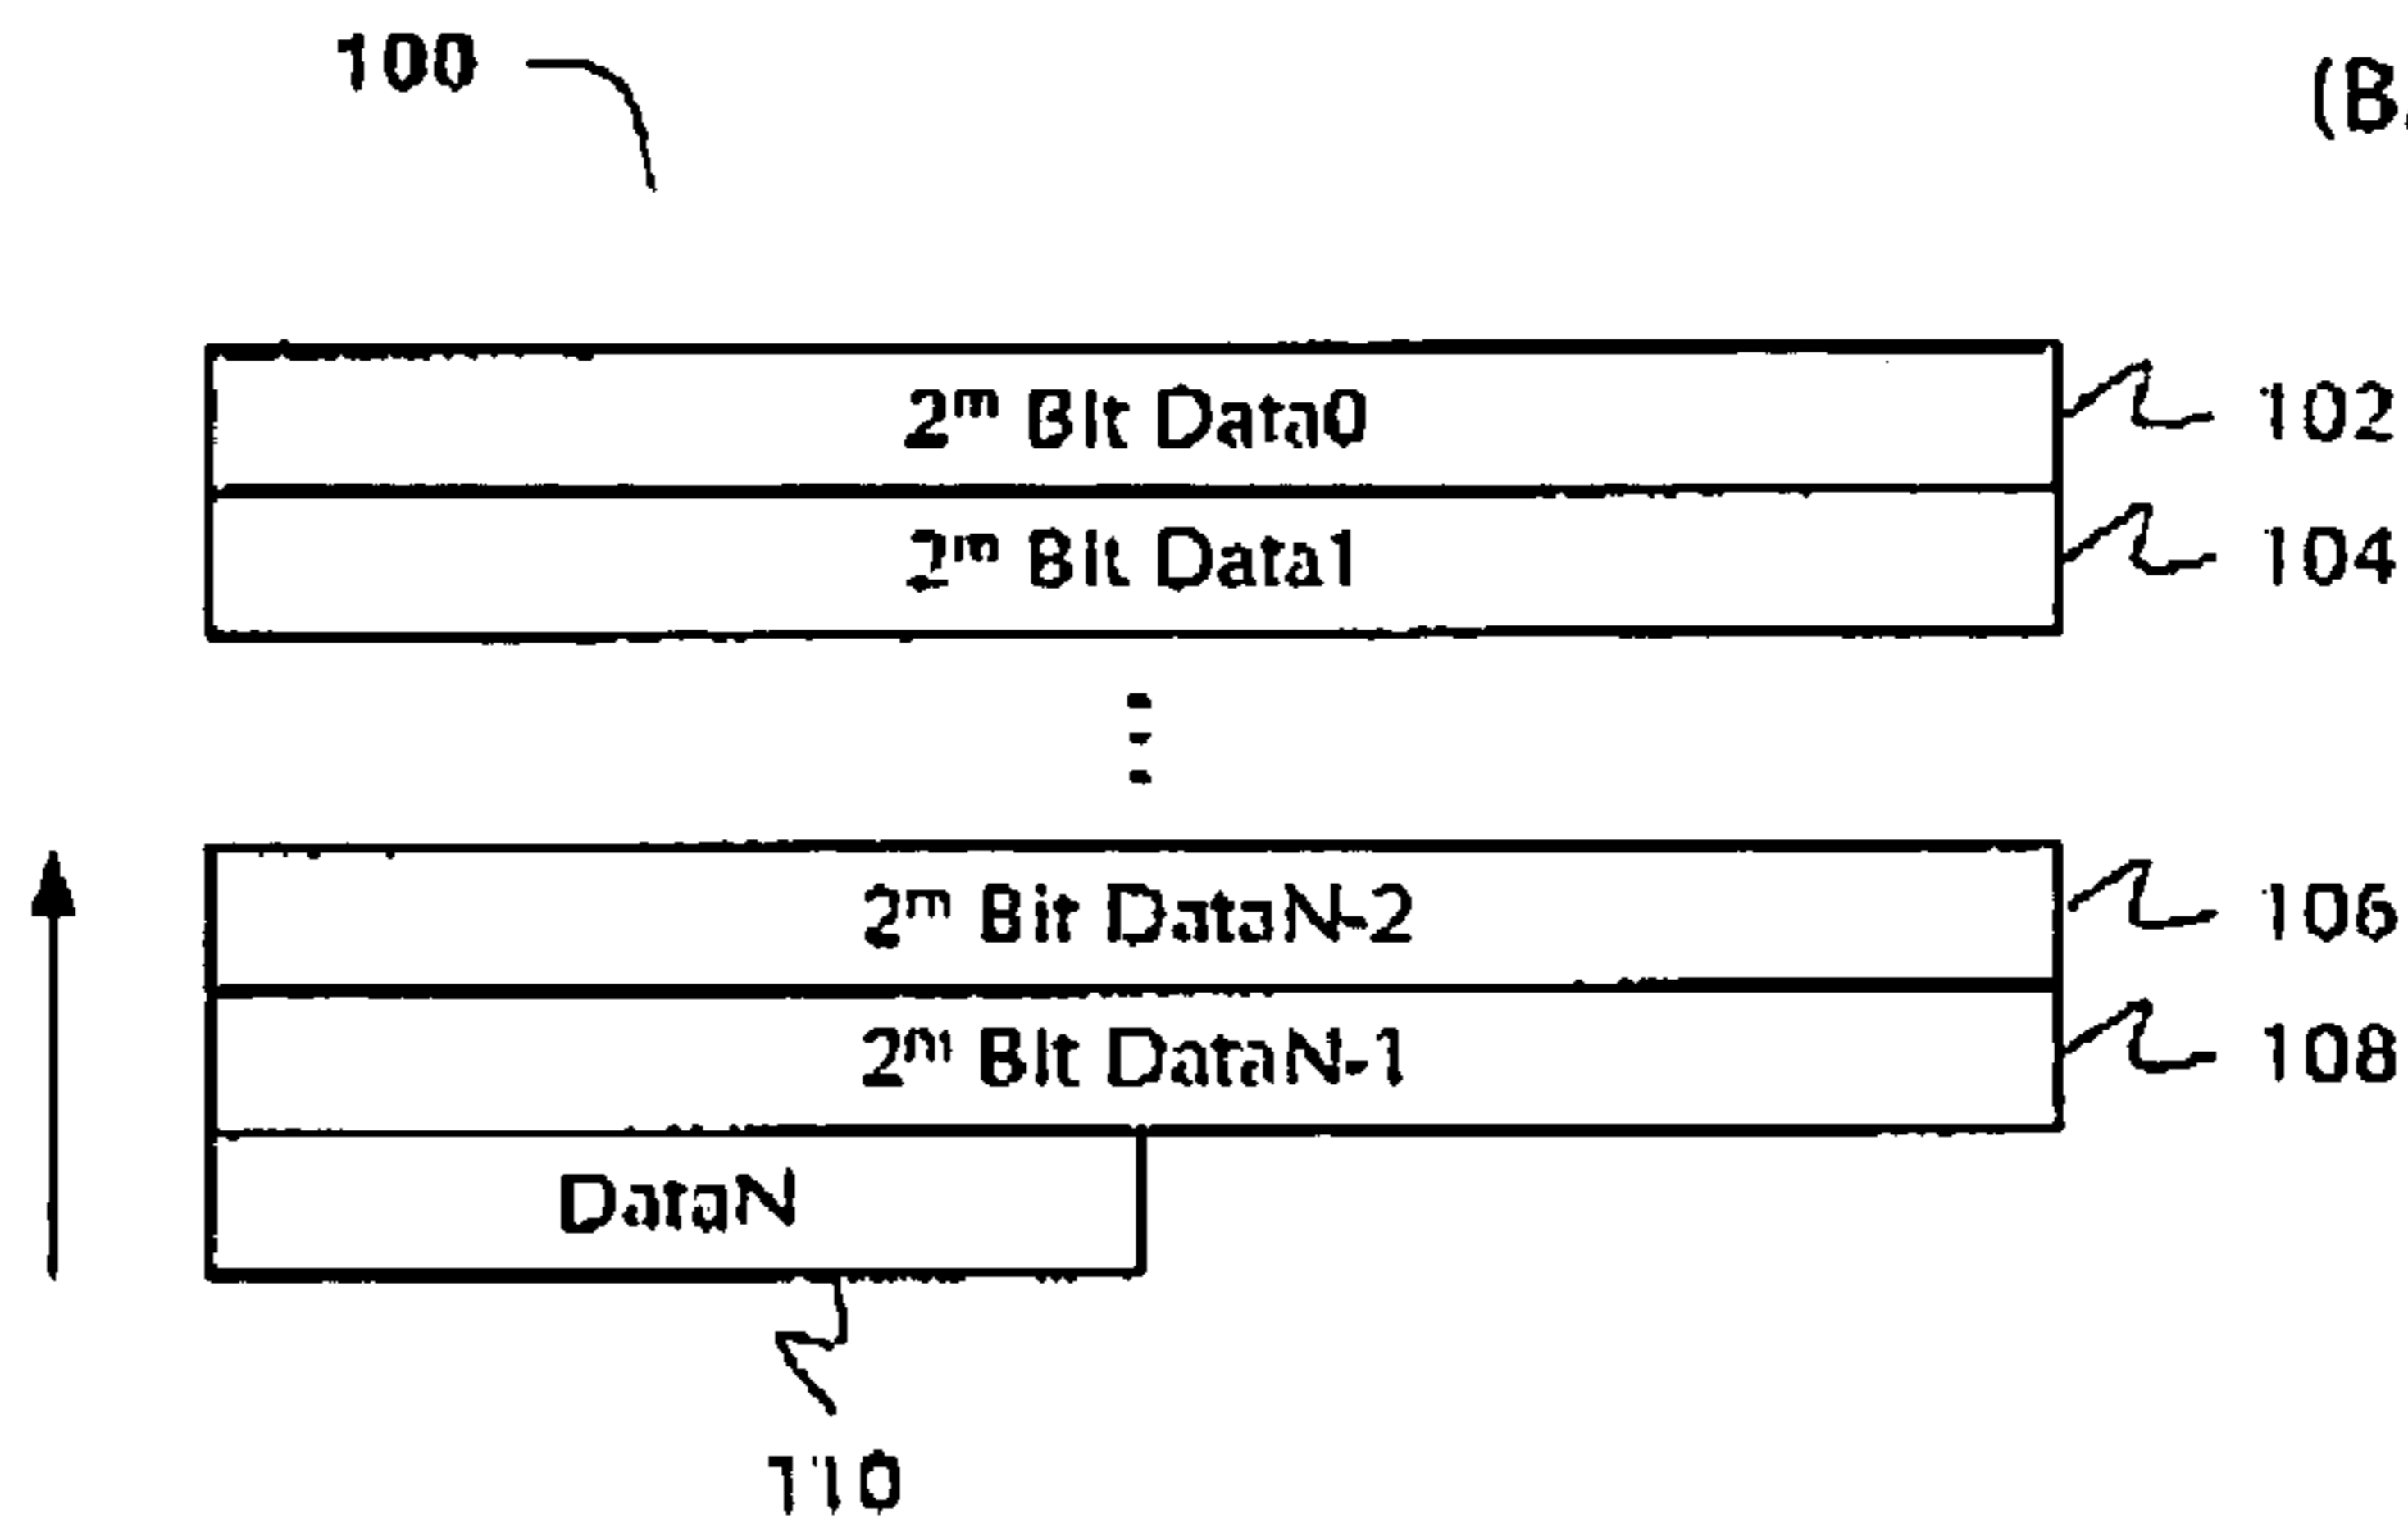 100
(B
2ᵐ Bit Data0
102
2ᵐ Bit Data1
104
2ᵐ Bit DataN-2
106
2ᵐ Bit DataN-1
108
DataN
110